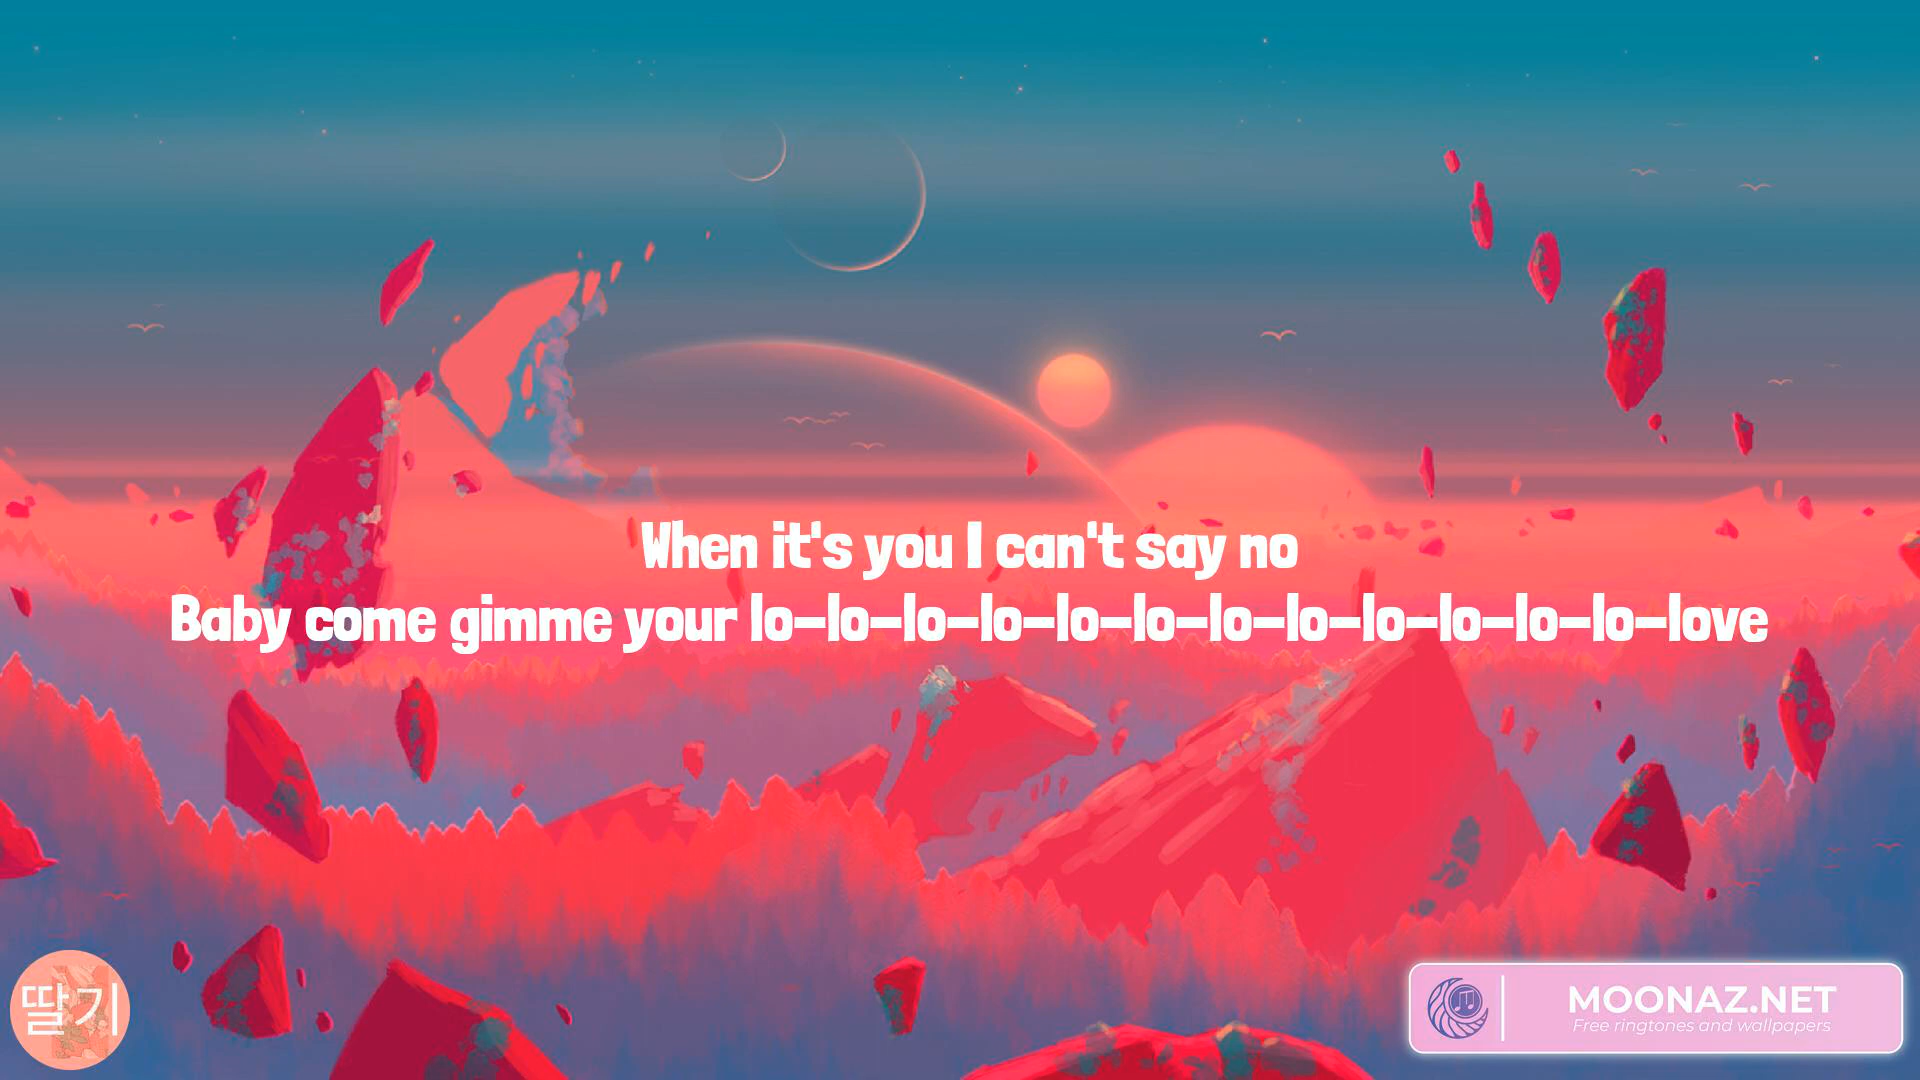 When it's you I can't say no
Baby come gimme your lo-lo-lo-lo-lo-lo-lo-lo-lo-lo-lo-lo-love
딸기
MOONAZ.NET
Free ringtones and wallpapers